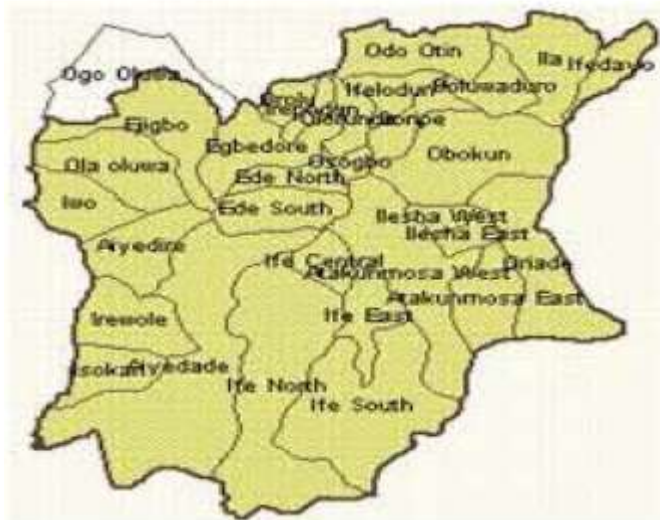 Odo Otin
Ila
Ifedayo
Ogo Oluwa
Ifelodun
Boluwaduro
Ejigbo
Egbedore
Osogbo
Obokun
Ola oluwa
Ede North
Iwo
Ede South
Ilesha West
Ilesha East
Aiyedire
Ife Central
Atakunmosa West
Oriade
Atakunmosa East
Irewole
Ife East
Isokan
Aiyedade
Ife North
Ife South